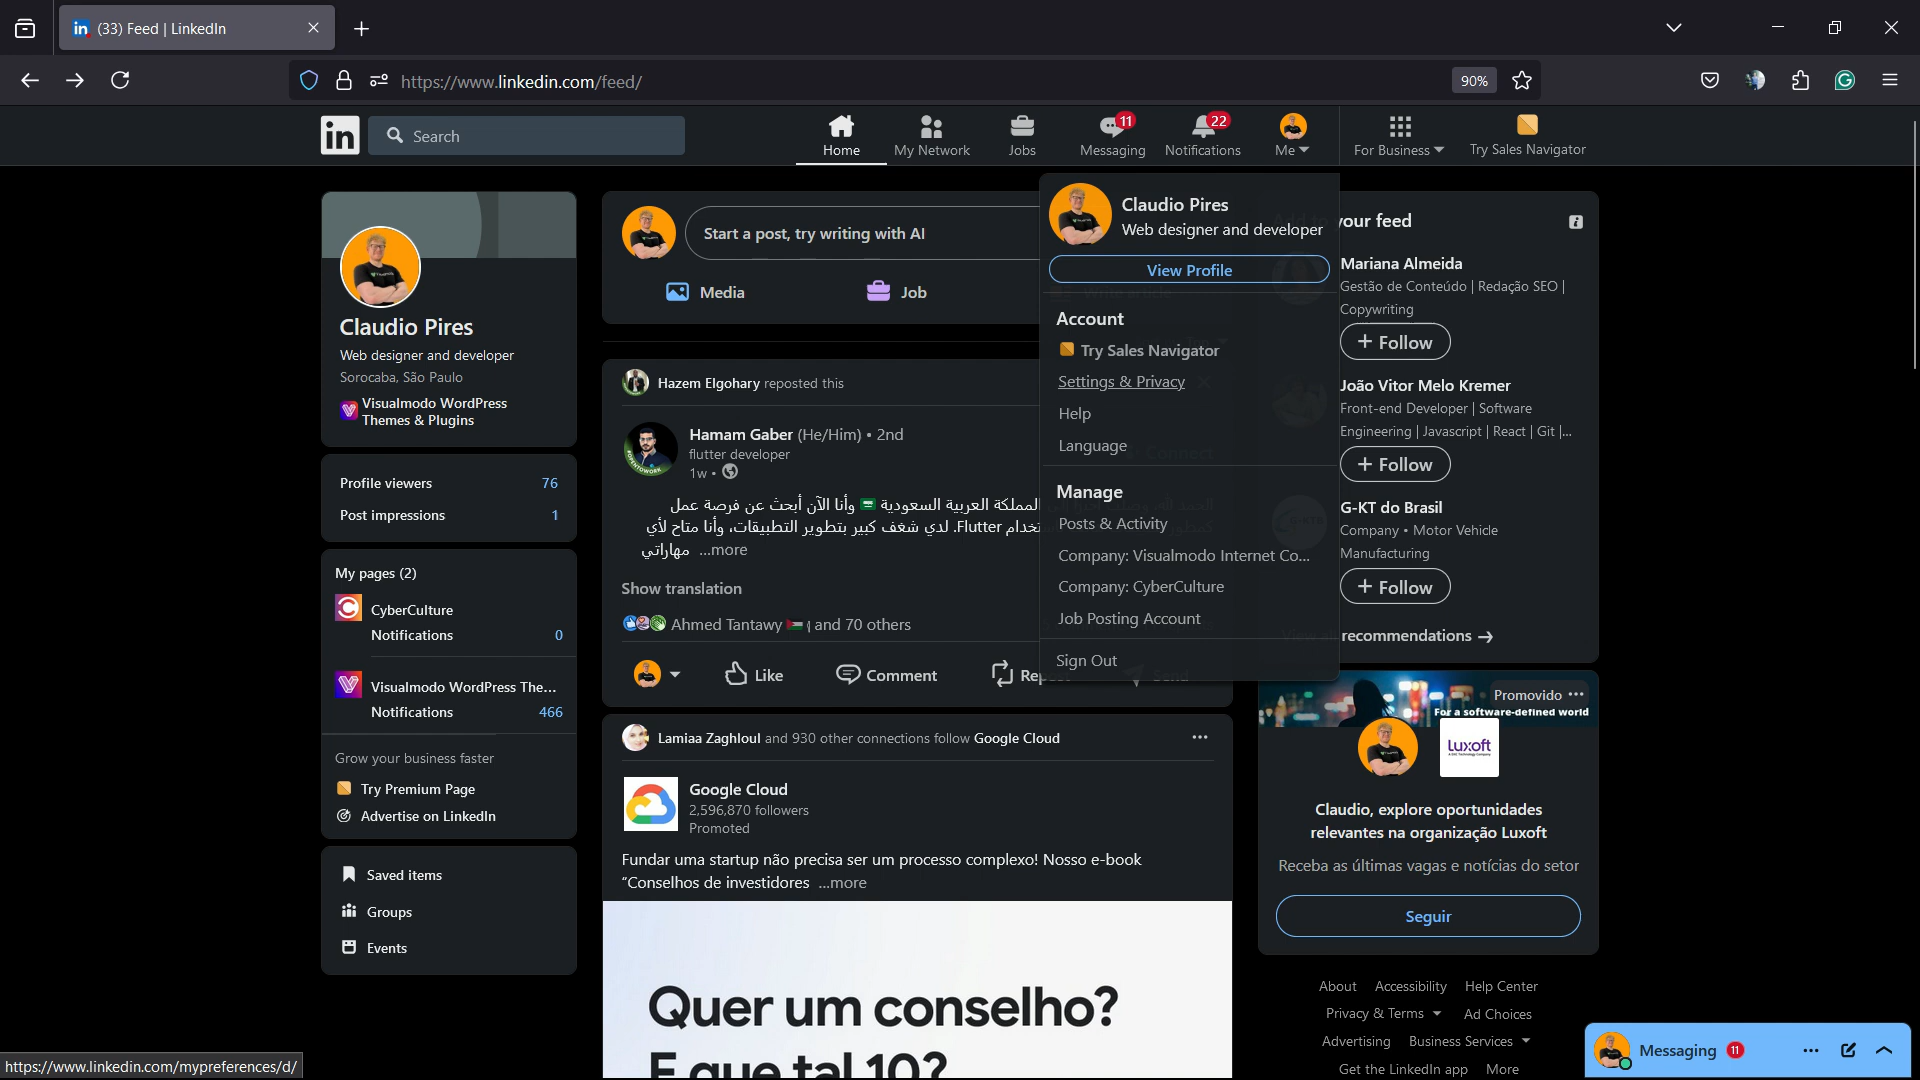 (33) Feed | LinkedIn
https://www.linkedin.com/feed/
90%
in
Search
Home
My Network
Jobs
11
Messaging
22
Notifications
Me
For Business
Try Sales Navigator
Claudio Pires
Web designer and developer
Sorocaba, São Paulo
Visualmodo WordPress
Themes & Plugins
Profile viewers 76
Post impressions 1
My pages (2)
CyberCulture
Notifications 0
Visualmodo WordPress The...
Notifications 466
Grow your business faster
Try Premium Page
Advertise on LinkedIn
Saved items
Groups
Events
Start a post, try writing with AI
Media
Job
Hazem Elgohary reposted this
Hamam Gaber (He/Him) • 2nd
flutter developer
1w •
المملكة العربية السعودية 🇸🇦 وأنا الآن أبحث عن فرصة عمل
تخدام Flutter. لدي شغف كبير بتطوير التطبيقات، وأنا متاح لأي
مهاراتي ...more
Show translation
Ahmed Tantawy 🇵🇸 and 70 others
Like
Comment
Repost
Send
Lamiaa Zaghloul and 930 other connections follow Google Cloud
Google Cloud
2,596,870 followers
Promoted
Fundar uma startup não precisa ser um processo complexo! Nosso e-book
“Conselhos de investidores ...more
Quer um conselho?
E que tal 10?
Claudio Pires
Web designer and developer
View Profile
Account
Try Sales Navigator
Settings & Privacy
Help
Language
Manage
Posts & Activity
Company: Visualmodo Internet Co...
Company: CyberCulture
Job Posting Account
Sign Out
Add to your feed
Mariana Almeida
Gestão de Conteúdo | Redação SEO |
Copywriting
+ Follow
João Vitor Melo Kremer
Front-end Developer | Software
Engineering | Javascript | React | Git |...
+ Follow
G-KT do Brasil
Company • Motor Vehicle
Manufacturing
+ Follow
View all recommendations →
Promovido
For a software-defined world
luxoft
Claudio, explore oportunidades
relevantes na organização Luxoft
Receba as últimas vagas e notícias do setor
Seguir
About Accessibility Help Center
Privacy & Terms Ad Choices
Advertising Business Services
Get the LinkedIn app More
Messaging 11
https://www.linkedin.com/mypreferences/d/